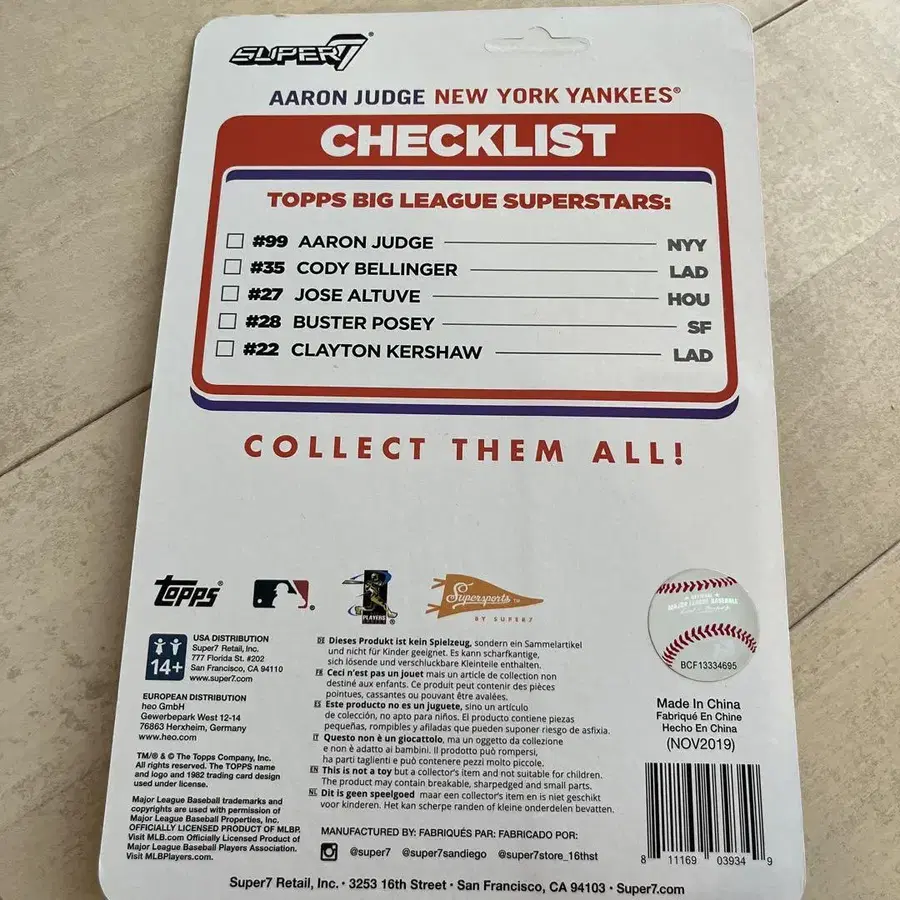 SUPER7®
AARON JUDGE NEW YORK YANKEES®
CHECKLIST
TOPPS BIG LEAGUE SUPERSTARS:
#99 AARON JUDGE NYY
#35 CODY BELLINGER LAD
#27 JOSE ALTUVE HOU
#28 BUSTER POSEY SF
#22 CLAYTON KERSHAW LAD
COLLECT THEM ALL!
topps®
PLAYERS
Supersports™
BY SUPER7
OFFICIAL
MAJOR LEAGUE BASEBALL
BCF13334695
14+
USA DISTRIBUTION
Super7 Retail, Inc.
777 Florida St. #202
San Francisco, CA 94110
www.super7.com
EUROPEAN DISTRIBUTION
heo GmbH
Gewerbepark West 12-14
76863 Herxheim, Germany
www.heo.com
TM/® & © The Topps Company, Inc.
All rights reserved. The TOPPS name
and logo and 1982 trading card design
used under license.
Major League Baseball trademarks and
copyrights are used with permission of
Major League Baseball Properties, Inc.
OFFICIALLY LICENSED PRODUCT OF MLBP.
Visit MLB.com Officially Licensed Product of
Major League Baseball Players Association.
Visit MLBPlayers.com.
DE Dieses Produkt ist kein Spielzeug, sondern ein Sammelartikel
und nicht für Kinder geeignet. Es kann scharfkantige,
sich lösende und verschluckbare Kleinteile enthalten.
FR Ceci n'est pas un jouet mais un article de collection non
destiné aux enfants. Ce produit peut contenir des pièces
pointues, cassantes ou pouvant être avalées.
ES Este producto no es un juguete, sino un artículo
de colección, no apto para niños. El producto contiene piezas
pequeñas, rompibles y afiladas que pueden suponer riesgo de asfixia.
IT Questo non è un giocattolo, ma un oggetto da collezione
e non è adatto ai bambini. Il prodotto può rompersi,
ha parti taglienti e può contenere pezzi molto piccole.
EN This is not a toy but a collector's item and not suitable for children.
The product may contain breakable, sharpedged and small parts.
NL Dit is geen speelgoed maar een collector's item en is niet geschikt
voor kinderen. Het kan scherpe randen of kleine onderdelen bevatten.
MANUFACTURED BY: FABRIQUÉS PAR: FABRICADO POR:
@super7 @super7sandiego @super7store_16thst
Made In China
Fabriqué En Chine
Hecho En China
(NOV2019)
8 11169 03934 9
Super7 Retail, Inc. · 3253 16th Street · San Francisco, CA 94103 · Super7.com